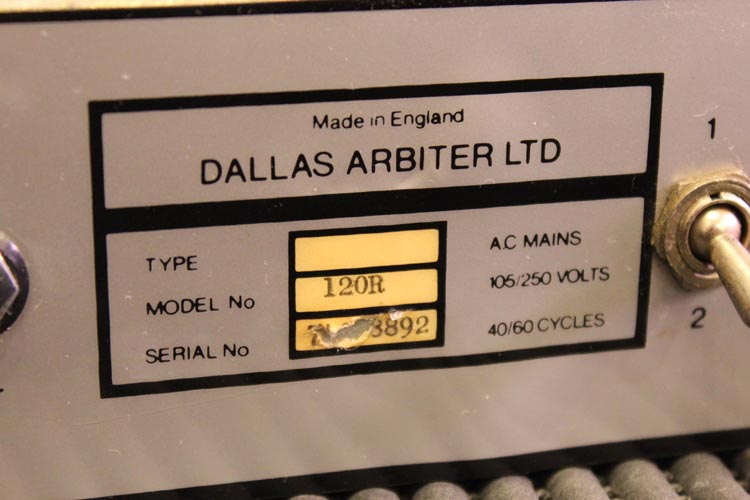 Made in England
DALLAS ARBITER LTD
TYPE
MODEL No 120R
SERIAL No
A.C MAINS
105/250 VOLTS
40/60 CYCLES
1
2